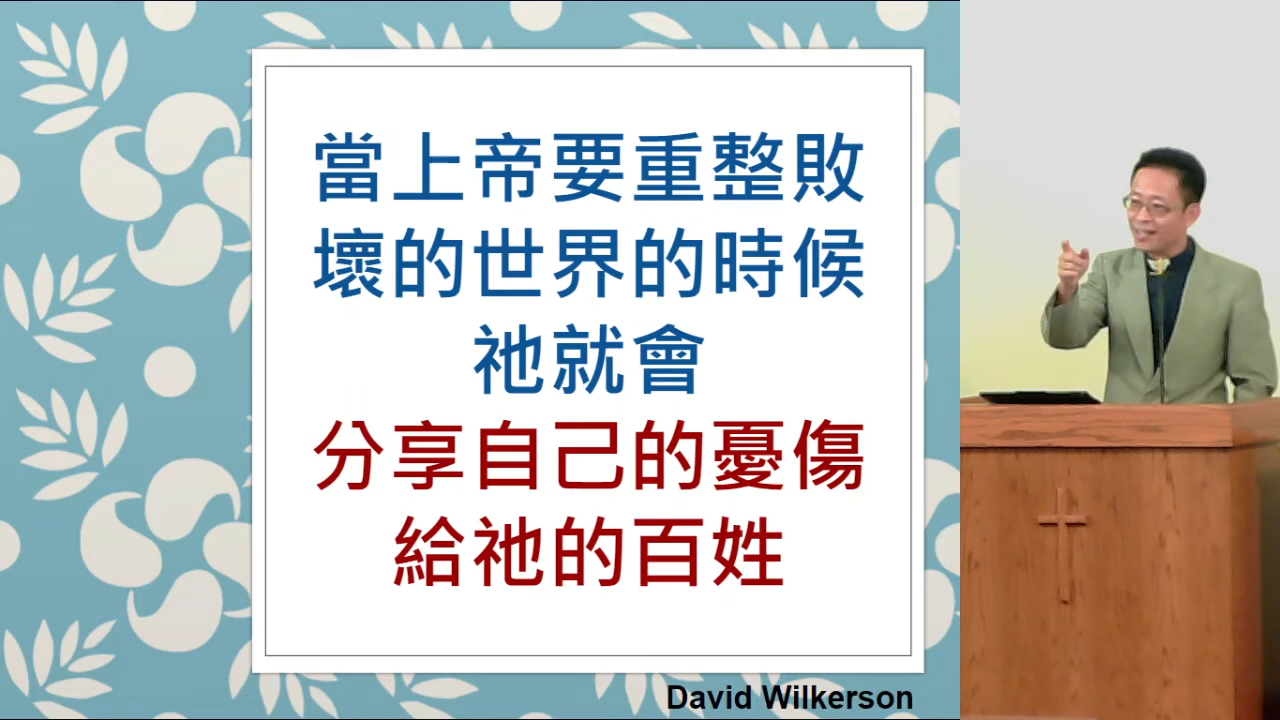 當上帝要重整敗
壞的世界的時候
祂就會
分享自己的憂傷
給祂的百姓
David Wilkerson